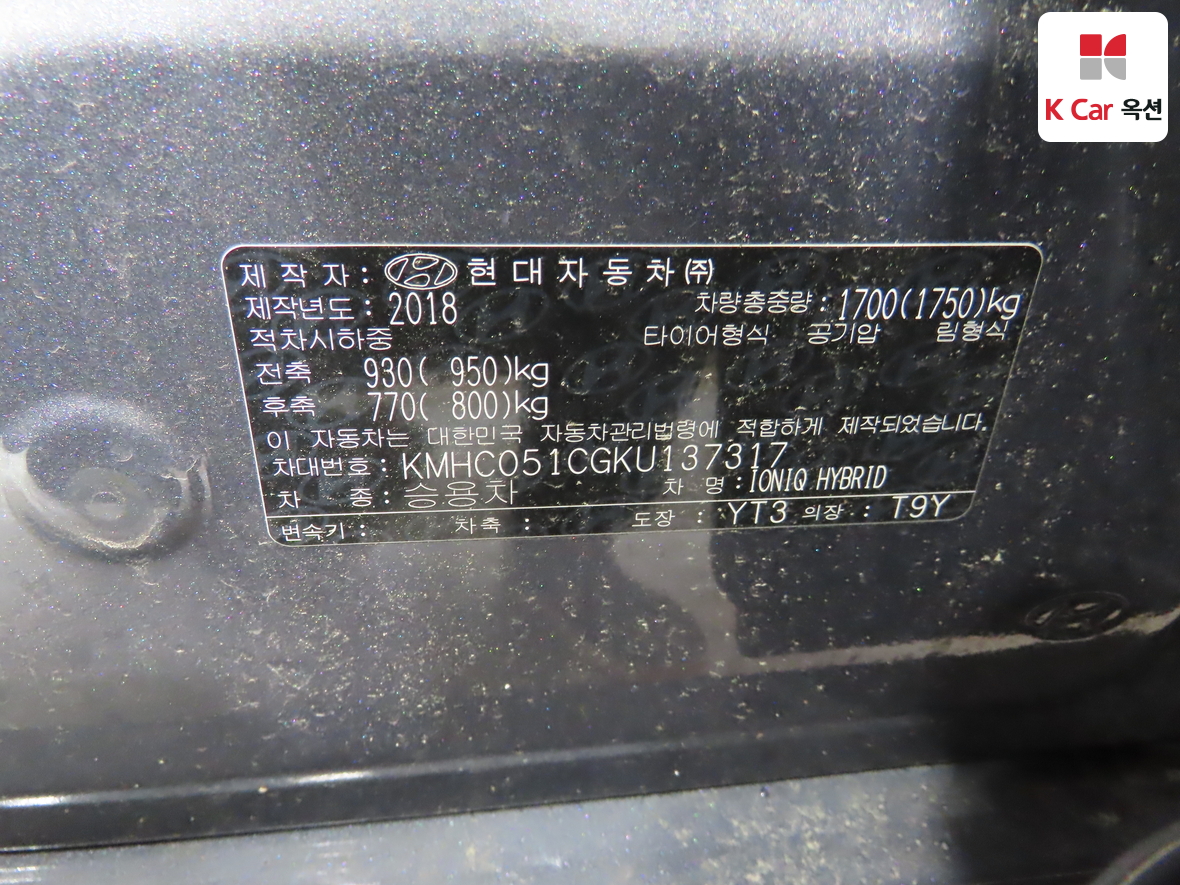 K Car 옥션
제 작 자 : 현 대 자 동 차 ㈜
제작년도 : 2018 차량총중량 : 1700(1750)kg
적차시하중 타이어형식 공기압 림형식
전축 930( 950)kg
후축 770( 800)kg
이 자동차는 대한민국 자동차관리법령에 적합하게 제작되었습니다.
차대번호 : KMHC051CGKU137317
차 종 : 승용차 차 명 : IONIQ HYBRID
변속기 : 차축 : 도장 : YT3 의장 : T9Y